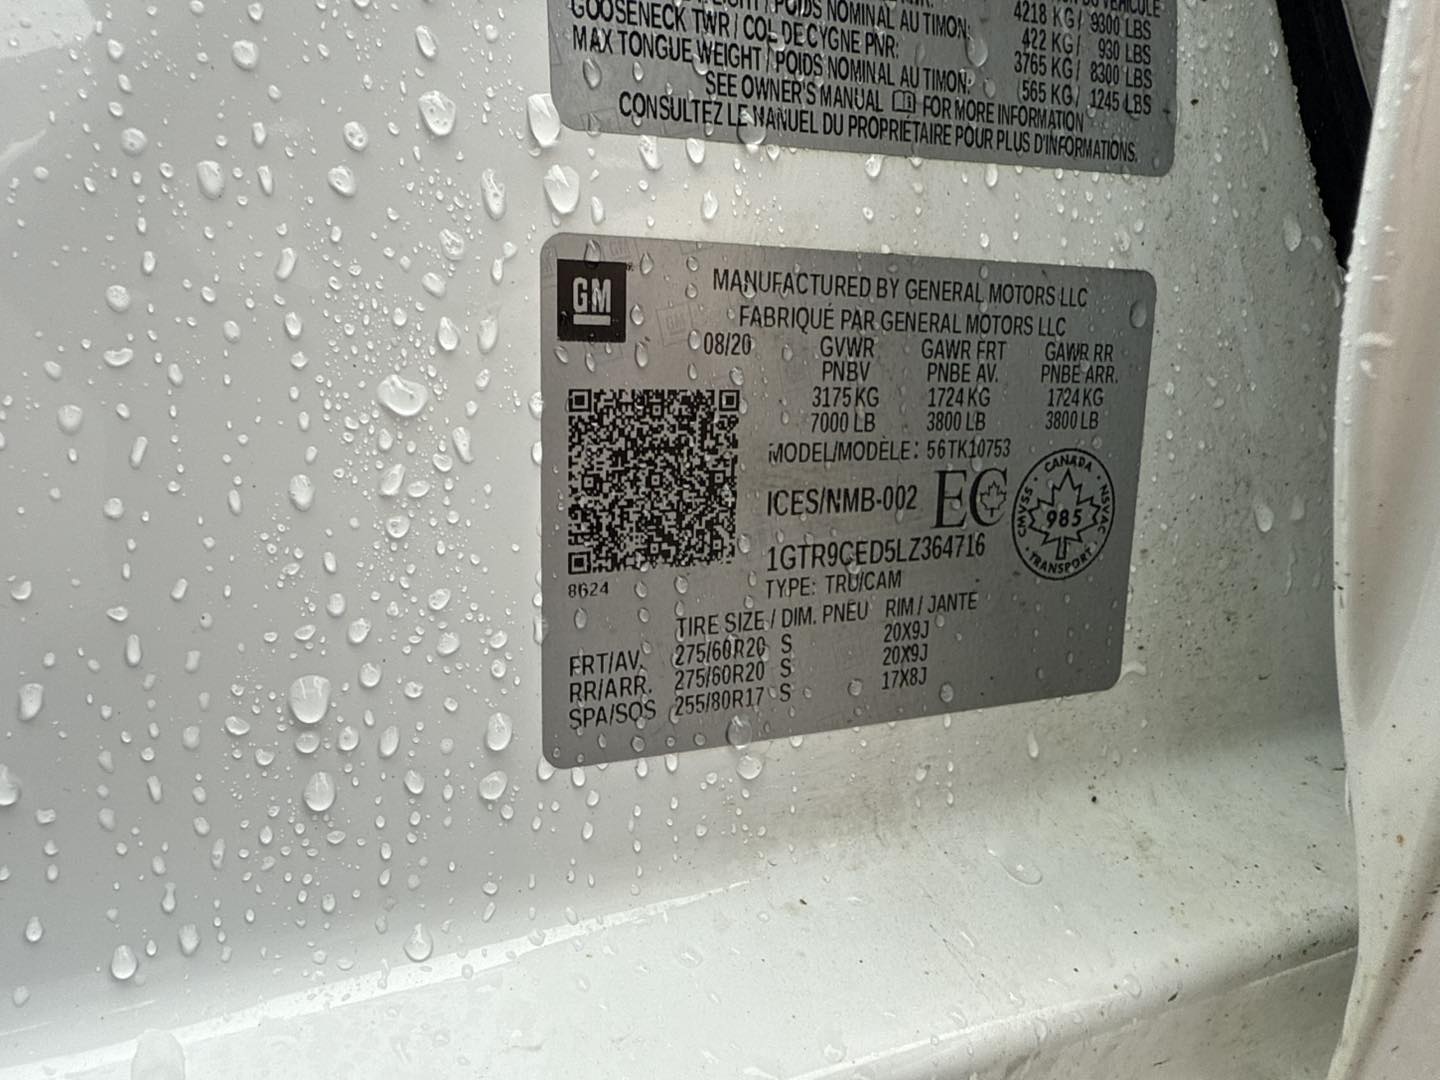 POIDS NOMINAL AU TIMON: 4218 KG/ 9300 LBS
422 KG/ 930 LBS
GOOSENECK TWR / COL DE CYGNE PNR: 3765 KG/ 8300 LBS
MAX TONGUE WEIGHT / POIDS NOMINAL AU TIMON: 565 KG/ 1245 LBS
SEE OWNER'S MANUAL FOR MORE INFORMATION
CONSULTEZ LE MANUEL DU PROPRIÉTAIRE POUR PLUS D'INFORMATIONS.
GM
MANUFACTURED BY GENERAL MOTORS LLC
FABRIQUÉ PAR GENERAL MOTORS LLC
08/20 GVWR GAWR FRT GAWR RR
PNBV PNBE AV. PNBE ARR.
3175 KG 1724 KG 1724 KG
7000 LB 3800 LB 3800 LB
MODEL/MODÈLE: 56TK10753
ICES/NMB-002 EC
CANADA
CMVSS 985 NSVAC
TRANSPORT
1GTR9CED5LZ364716
8624 TYPE: TRU/CAM
TIRE SIZE / DIM. PNEU RIM / JANTE
FRT/AV. 275/60R20 S 20X9J
RR/ARR. 275/60R20 S 20X9J
SPA/SOS 255/80R17 S 17X8J